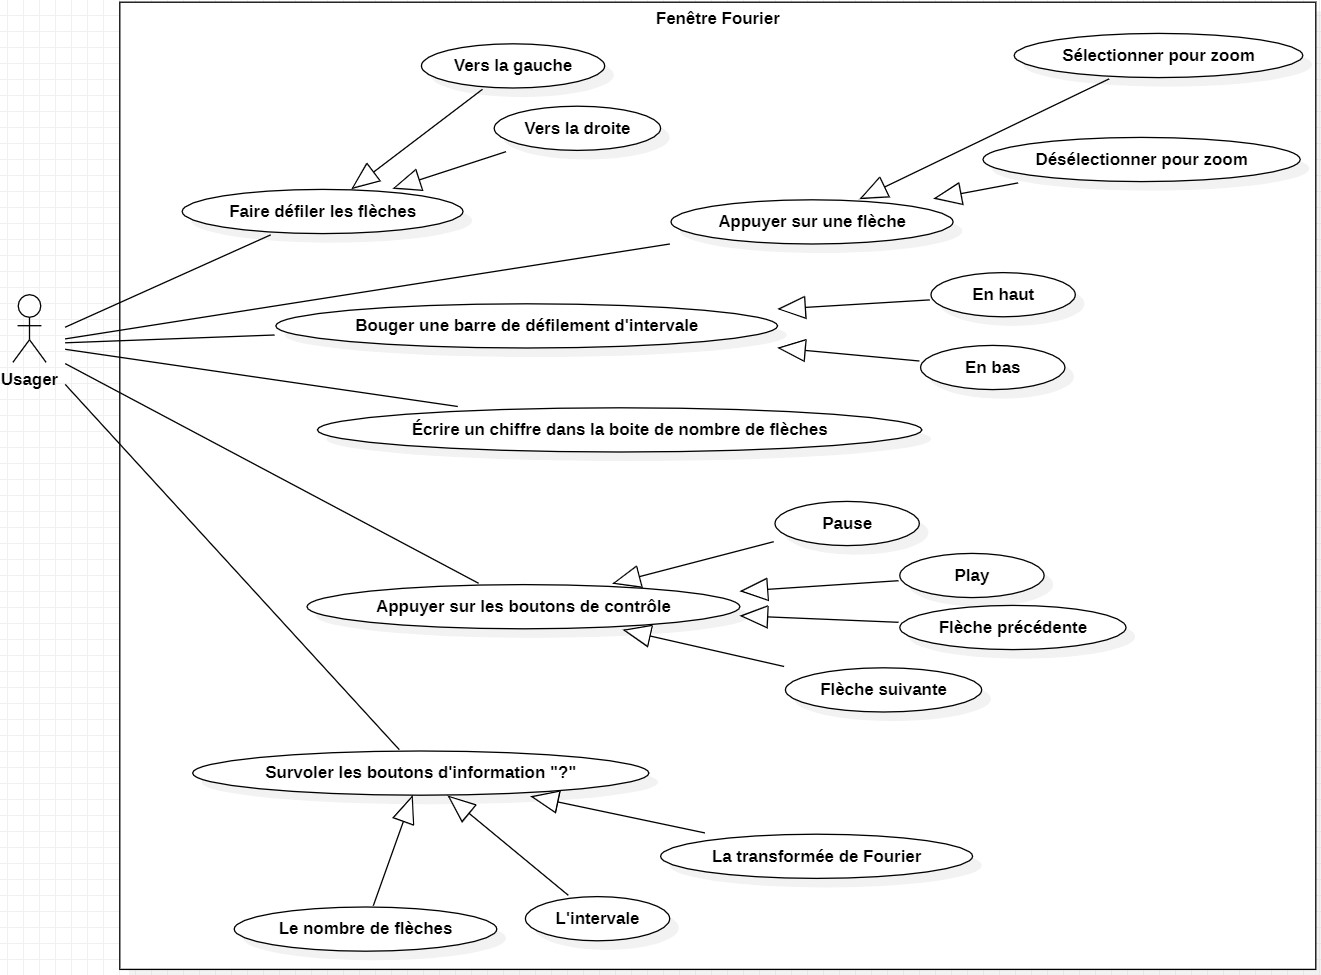 Fenêtre Fourier
Vers la gauche
Sélectionner pour zoom
Vers la droite
Désélectionner pour zoom
Faire défiler les flèches
Appuyer sur une flèche
En haut
Bouger une barre de défilement d'intervale
En bas
Usager
Écrire un chiffre dans la boite de nombre de flèches
Pause
Play
Appuyer sur les boutons de contrôle
Flèche précédente
Flèche suivante
Survoler les boutons d'information "?"
La transformée de Fourier
L'intervale
Le nombre de flèches